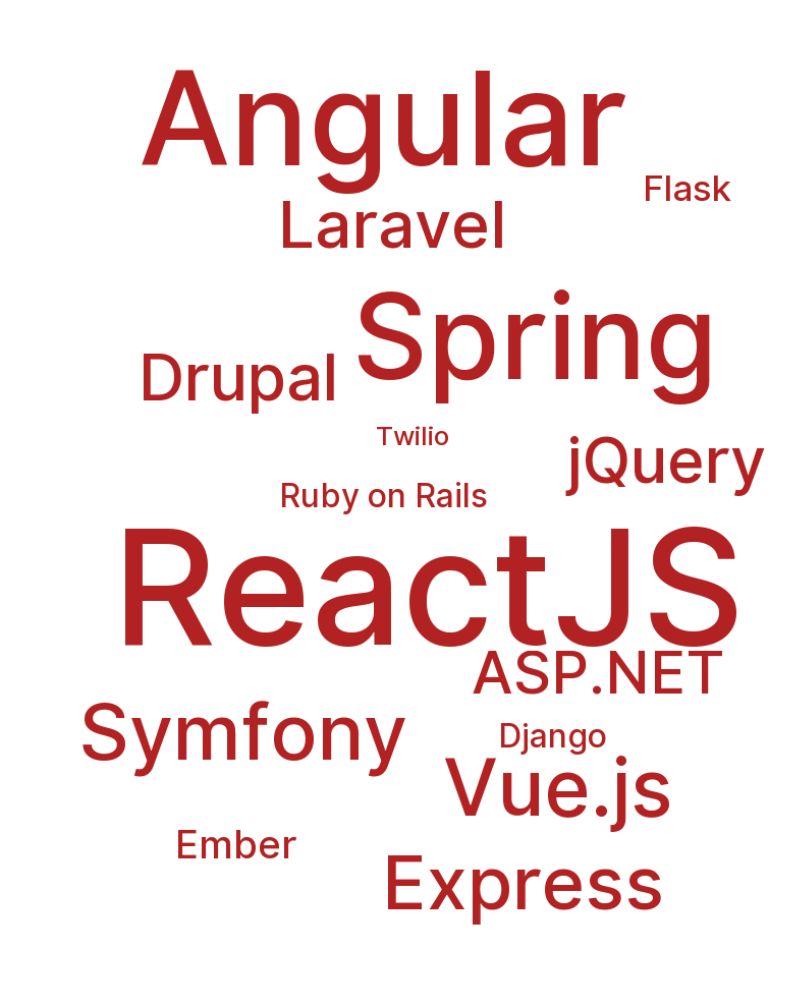 Angular
Flask
Laravel
Spring
Drupal
Twilio
jQuery
Ruby on Rails
ReactJS
ASP.NET
Symfony
Django
Vue.js
Ember
Express